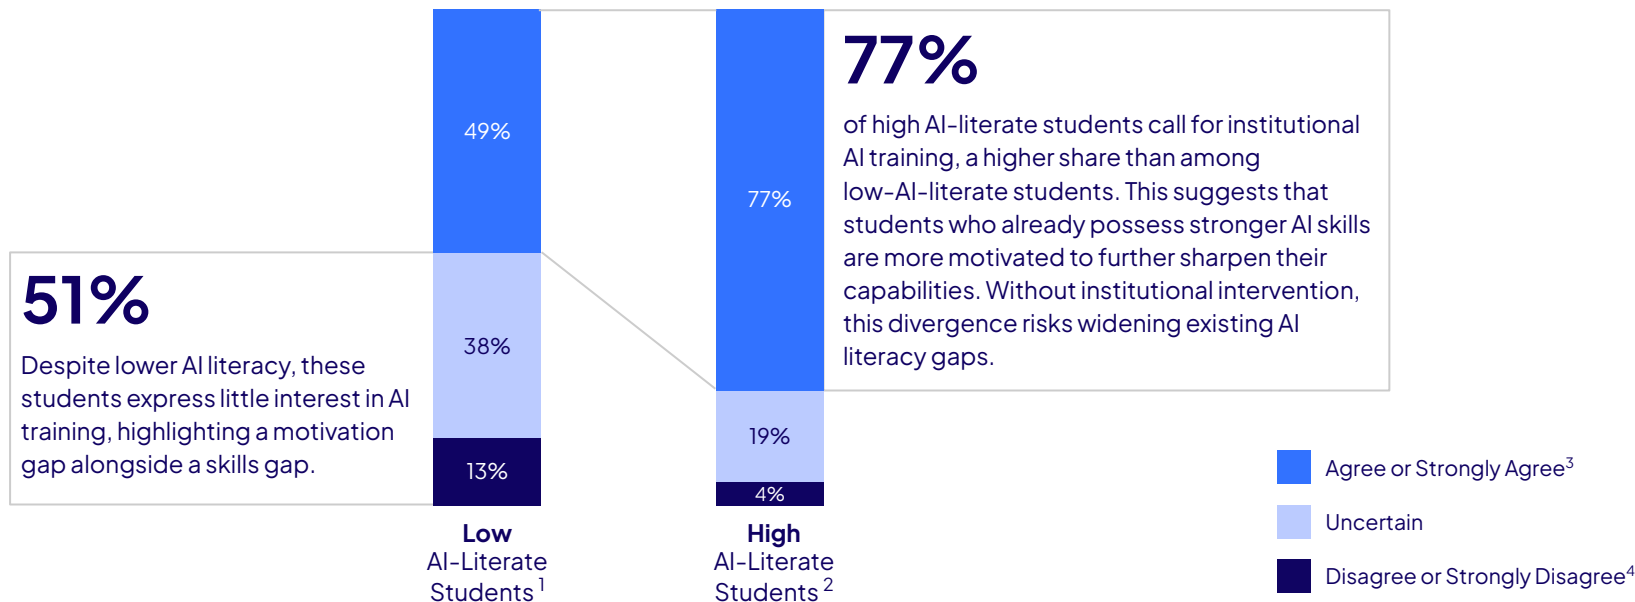 51%
Despite lower AI literacy, these
students express little interest in AI
training, highlighting a motivation
gap alongside a skills gap.
49%
38%
13%
Low
AI-Literate
Students 1
77%
19%
4%
High
AI-Literate
Students 2
77%
of high AI-literate students call for institutional
AI training, a higher share than among
low-AI-literate students. This suggests that
students who already possess stronger AI skills
are more motivated to further sharpen their
capabilities. Without institutional intervention,
this divergence risks widening existing AI
literacy gaps.
Agree or Strongly Agree3
Uncertain
Disagree or Strongly Disagree4